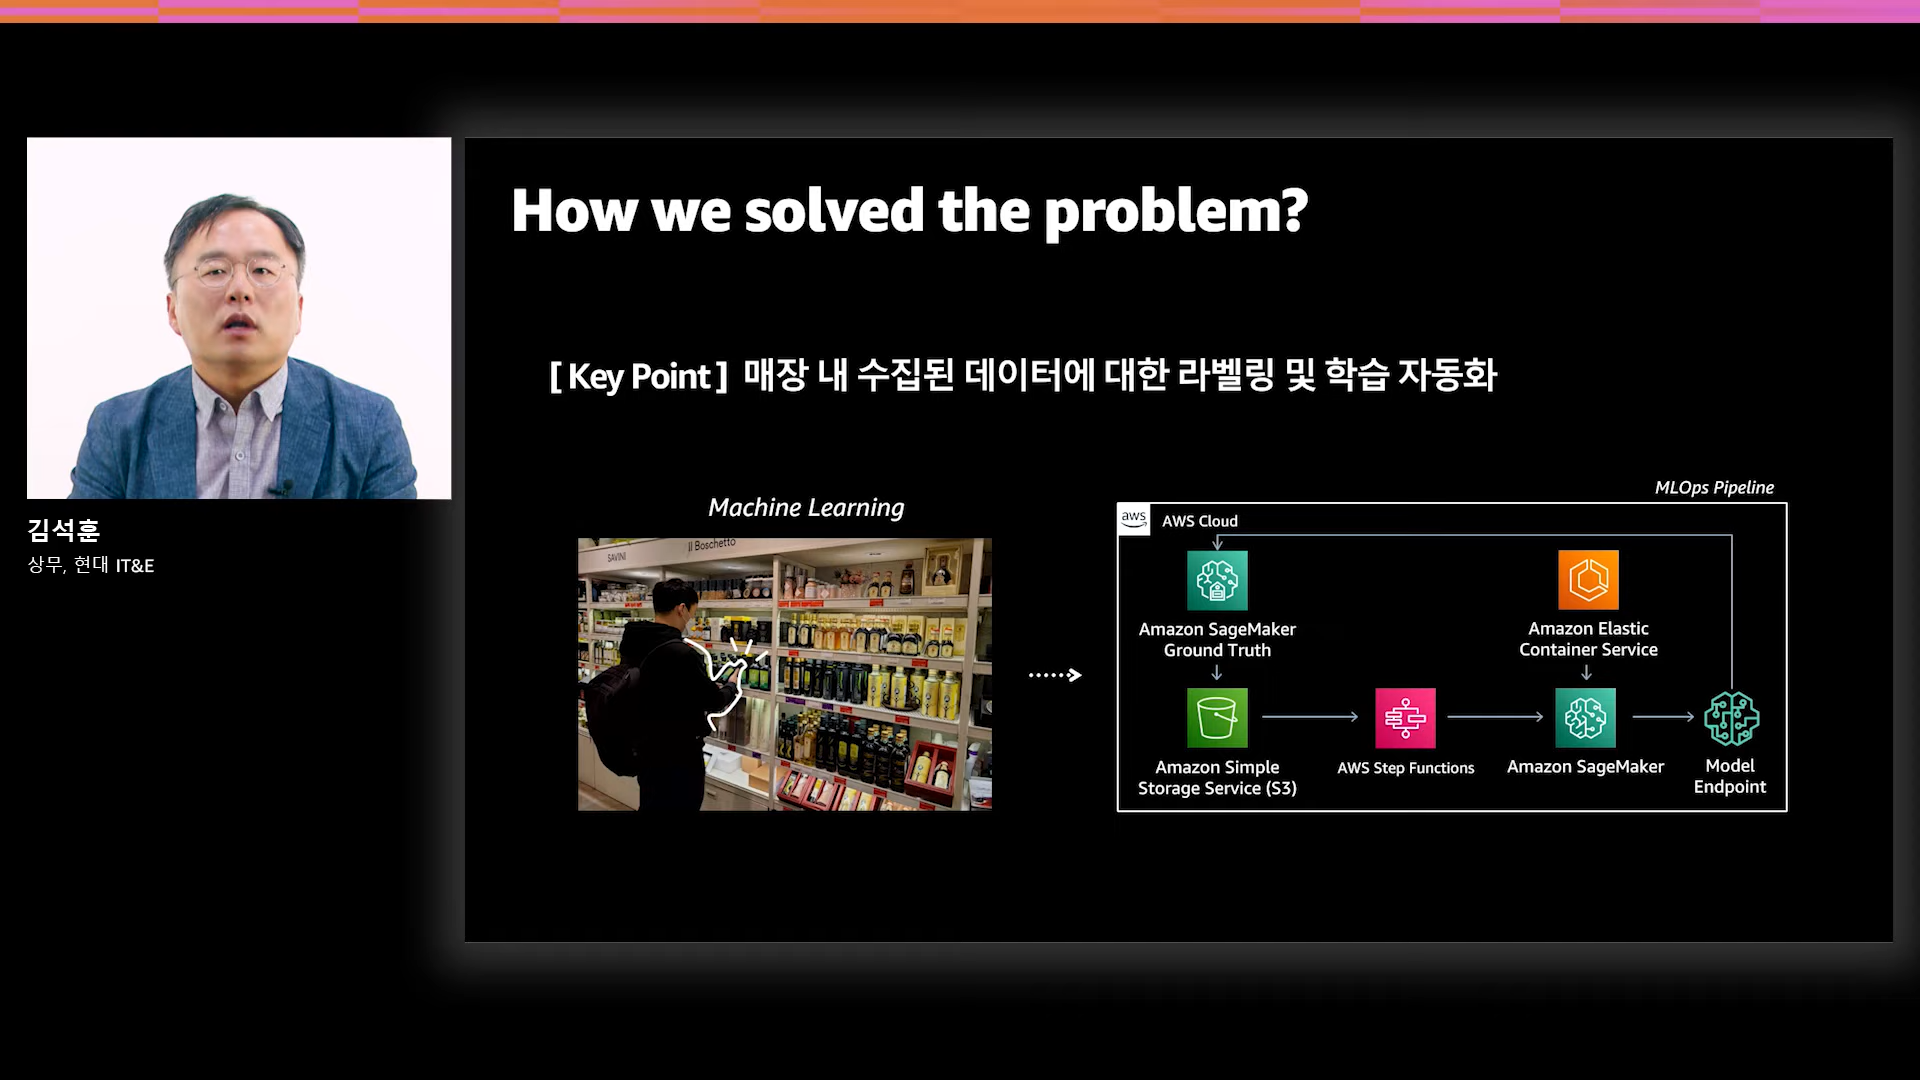 김석훈
상무, 현대 IT&E
How we solved the problem?
[ Key Point ] 매장 내 수집된 데이터에 대한 라벨링 및 학습 자동화
Machine Learning
SAVINI
Il Boschetto
MLOps Pipeline
aws
AWS Cloud
Amazon SageMaker
Ground Truth
Amazon Elastic
Container Service
Amazon Simple
Storage Service (S3)
AWS Step Functions
Amazon SageMaker
Model
Endpoint